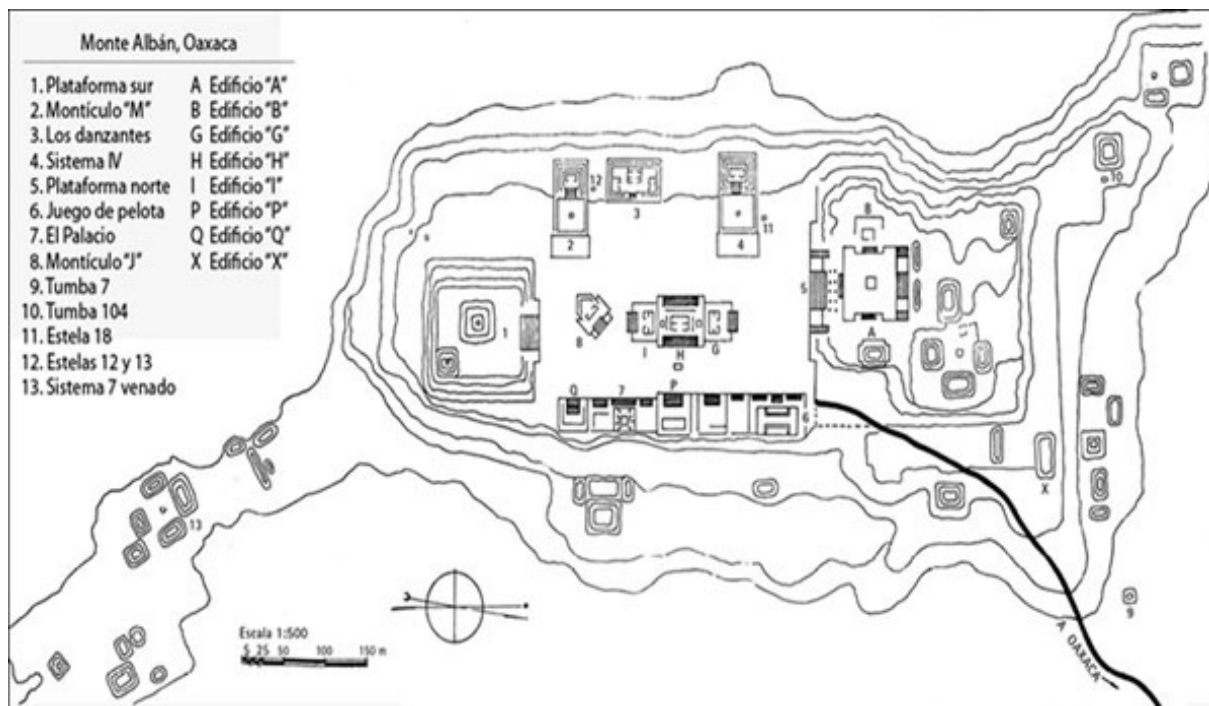 Monte Albán, Oaxaca
1. Plataforma sur
2. Montículo "M"
3. Los danzantes
4. Sistema IV
5. Plataforma norte
6. Juego de pelota
7. El Palacio
8. Montículo "J"
9. Tumba 7
10. Tumba 104
11. Estela 18
12. Estelas 12 y 13
13. Sistema 7 venado
A Edificio "A"
B Edificio "B"
G Edificio "G"
H Edificio "H"
I Edificio "I"
P Edificio "P"
Q Edificio "Q"
X Edificio "X"
10
12
3
B
2
4
11
5
1
8
I
H
G
A
Q
7
P
6
X
13
9
Escala 1:500
5 25 50 100 150 m
A OAXACA